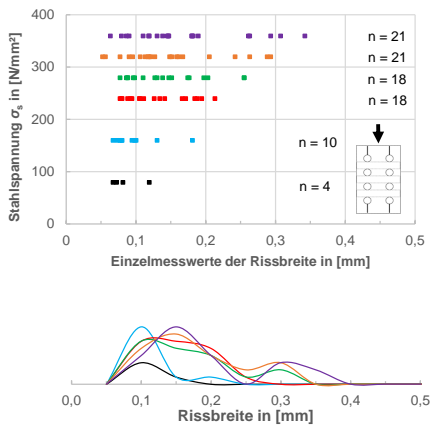 400
300
200
100
0
Stahlspannung σs in [N/mm²]
n = 21
n = 21
n = 18
n = 18
n = 10
n = 4
0 0,1 0,2 0,3 0,4 0,5
Einzelmesswerte der Rissbreite in [mm]
0,0 0,1 0,2 0,3 0,4 0,5
Rissbreite in [mm]